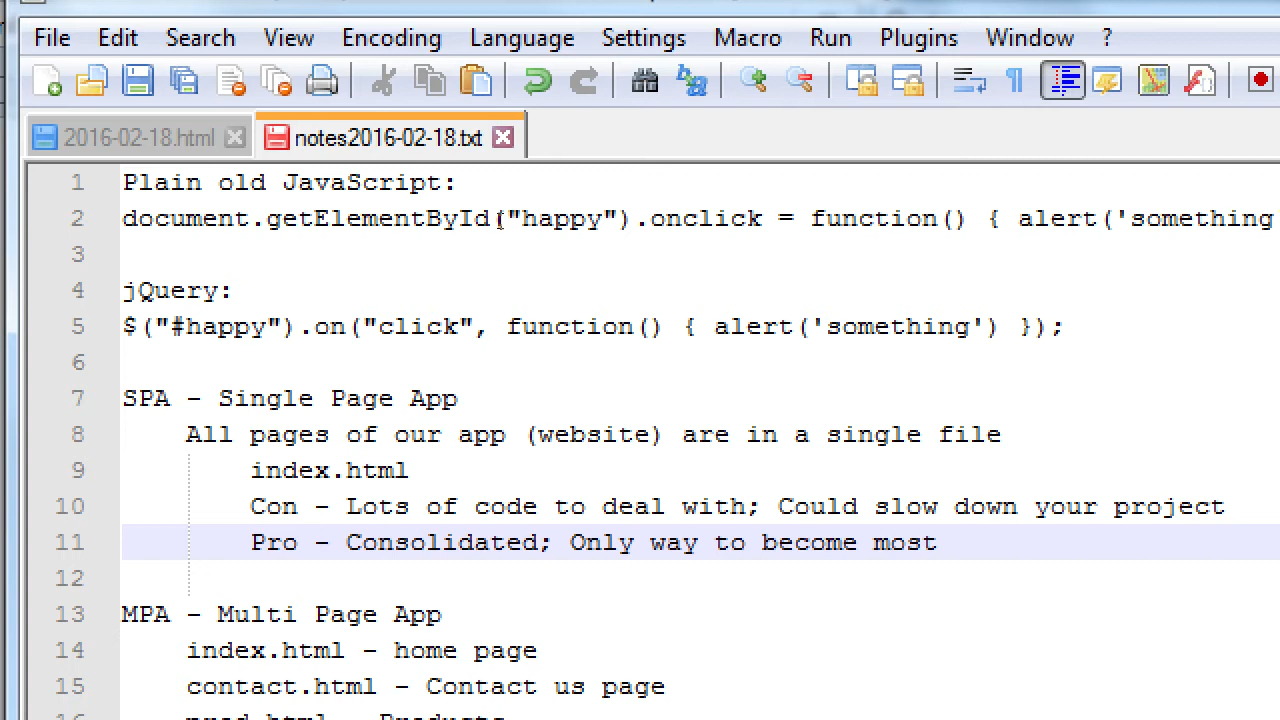 File Edit Search View Encoding Language Settings Macro Run Plugins Window ?
2016-02-18.html notes2016-02-18.txt
1 Plain old JavaScript:
2 document.getElementById("happy").onclick = function() { alert('something
3
4 jQuery:
5 $("#happy").on("click", function() { alert('something') });
6
7 SPA - Single Page App
8 All pages of our app (website) are in a single file
9 index.html
10 Con - Lots of code to deal with; Could slow down your project
11 Pro - Consolidated; Only way to become most
12
13 MPA - Multi Page App
14 index.html - home page
15 contact.html - Contact us page
16 prod.html - Products